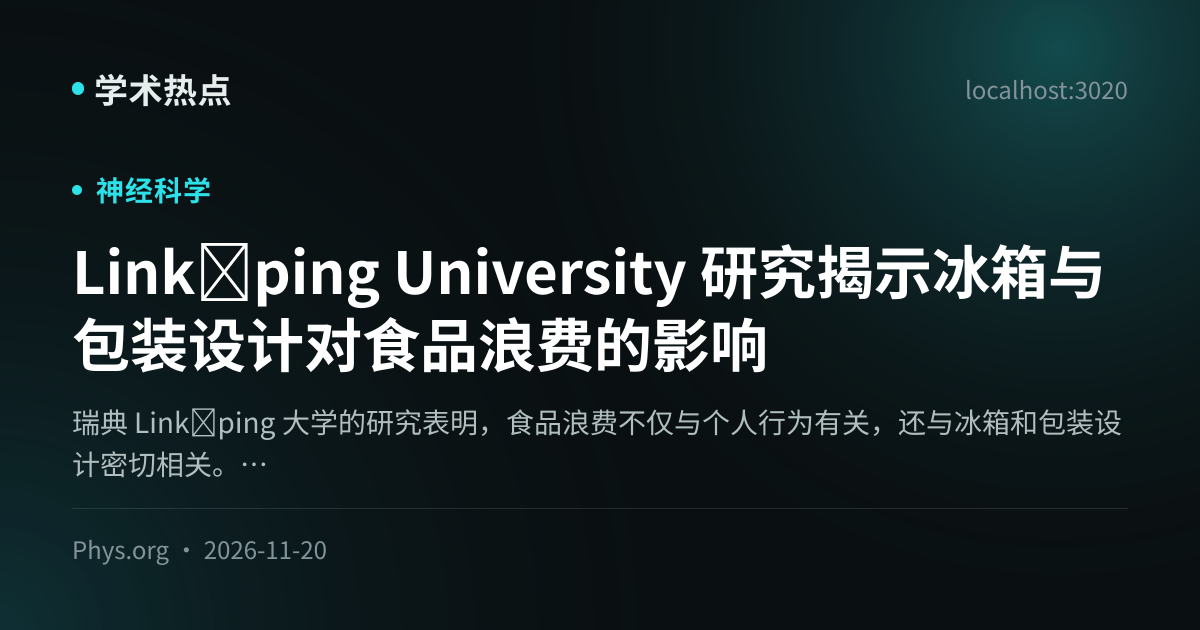 学术热点
localhost:3020
神经科学
Link�ping University 研究揭示冰箱与
包装设计对食品浪费的影响
瑞典 Link�ping 大学的研究表明，食品浪费不仅与个人行为有关，还与冰箱和包装设
计密切相关。…
Phys.org · 2026-11-20